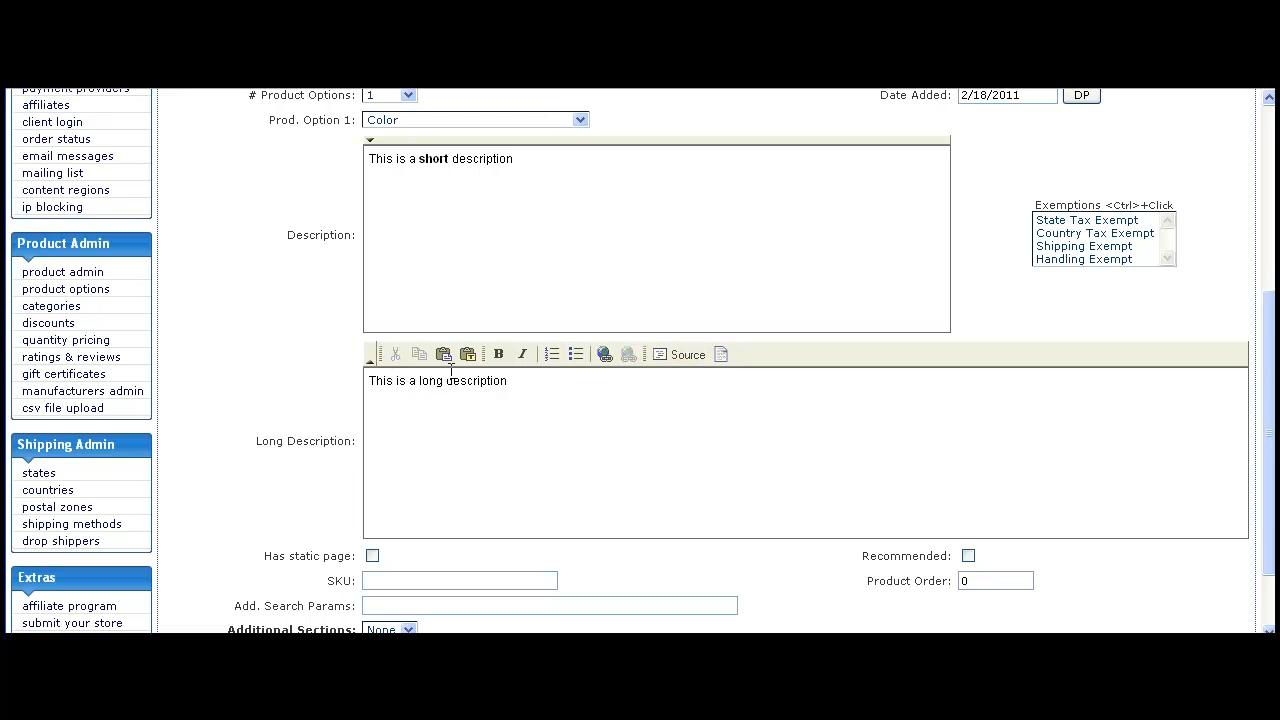 payment providers
affiliates
client login
order status
email messages
mailing list
content regions
ip blocking
Product Admin
product admin
product options
categories
discounts
quantity pricing
ratings & reviews
gift certificates
manufacturers admin
csv file upload
Shipping Admin
states
countries
postal zones
shipping methods
drop shippers
Extras
affiliate program
submit your store
# Product Options: 1
Date Added: 2/18/2011 DP
Prod. Option 1: Color
This is a short description
Description:
Exemptions <Ctrl>+Click
State Tax Exempt
Country Tax Exempt
Shipping Exempt
Handling Exempt
B I Source
This is a long description
Long Description:
Has static page:
Recommended:
SKU:
Product Order: 0
Add. Search Params:
Additional Sections: None